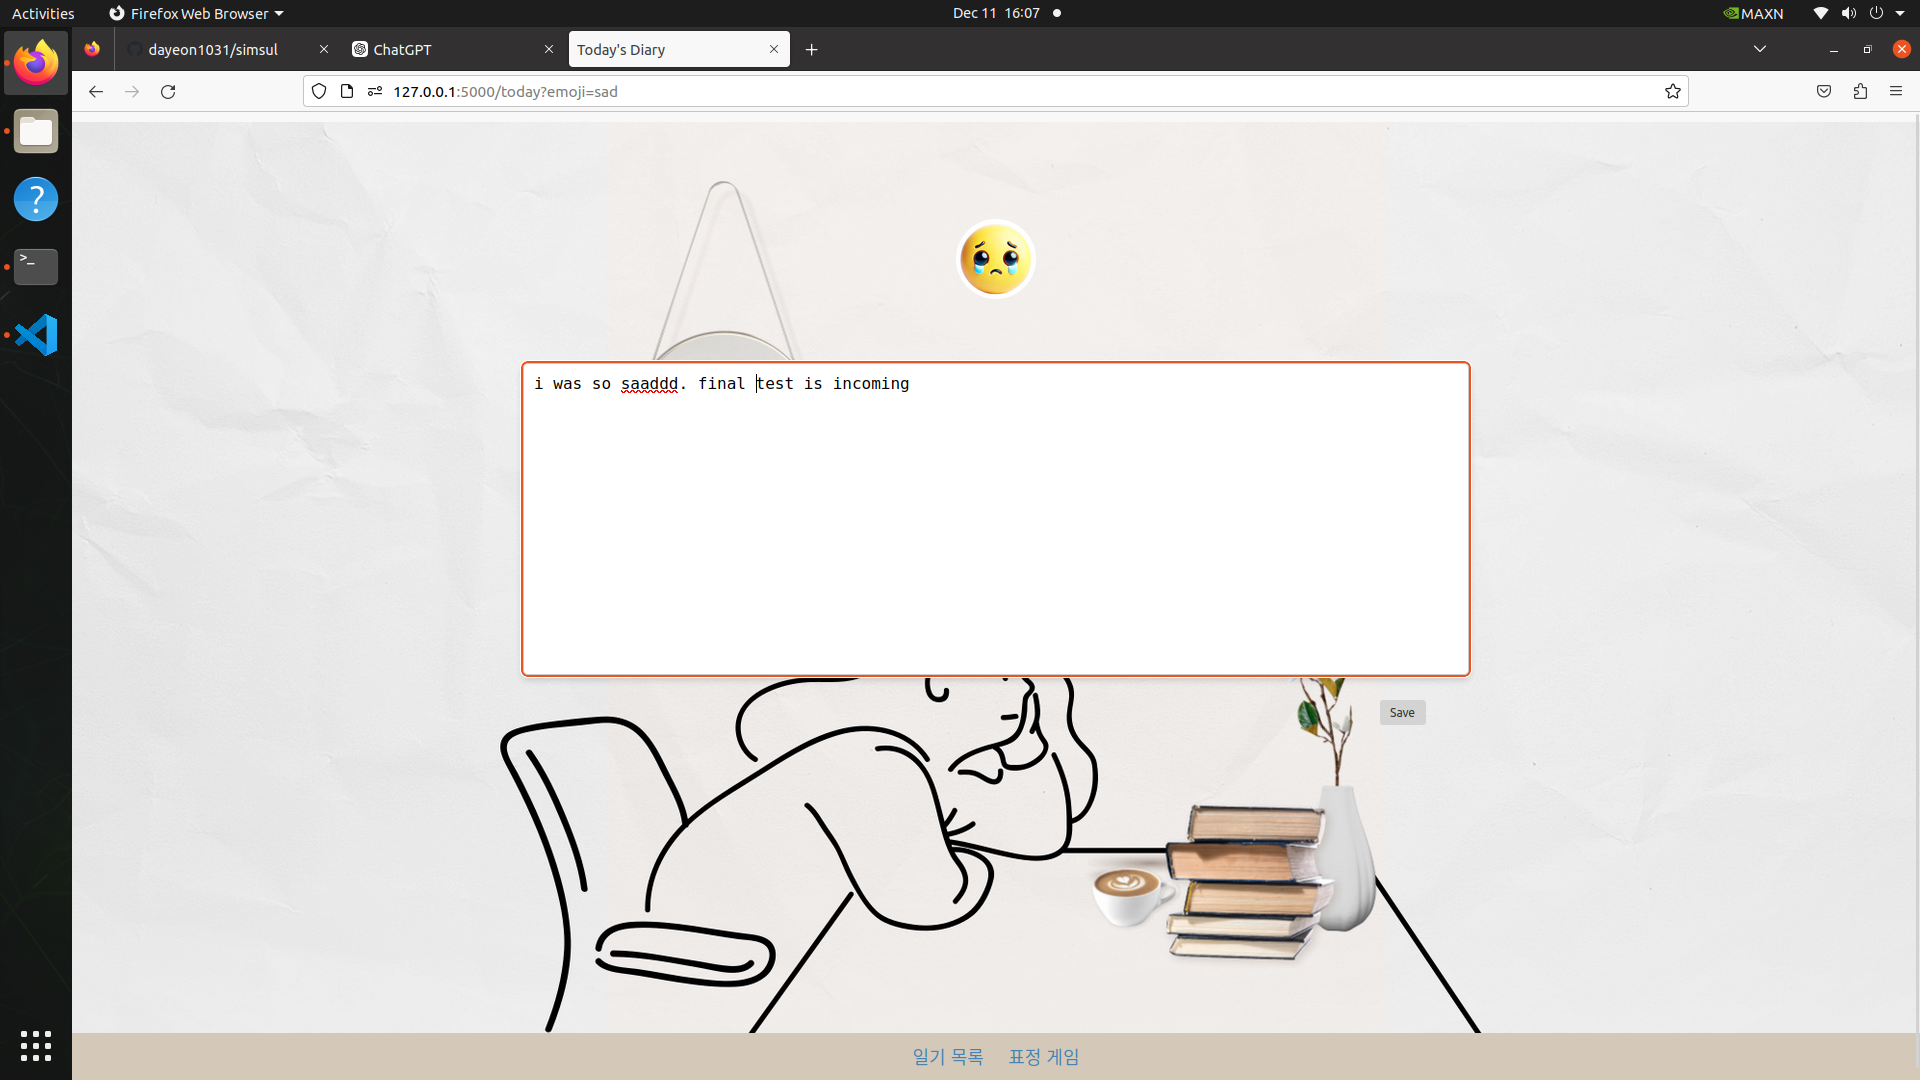 Activities Firefox Web Browser Dec 11 16:07 MAXN
dayeon1031/simsul ChatGPT Today's Diary
127.0.0.1:5000/today?emoji=sad
i was so saaddd. final test is incoming
Save
일기 목록 표정 게임